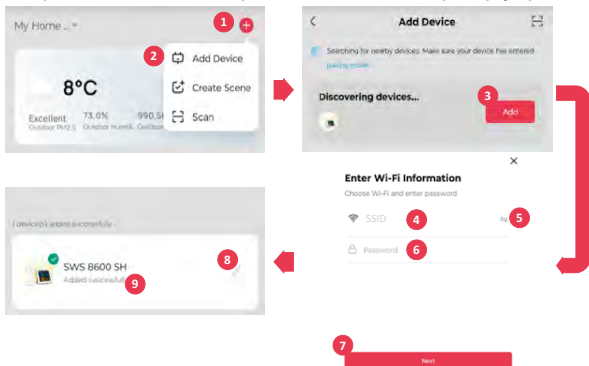 My Home...
1
2
Add Device
Create Scene
Scan
8°C
Excellent
73.0%
990.5
Outdoor PM2.5
Outdoor Humidi
Outdoor
Add Device
Searching for nearby devices. Make sure your device has entered
pairing mode.
Discovering devices...
3
Add
Enter Wi-Fi Information
Choose Wi-Fi and enter password
SSID
4
5
Password
6
7
Next
1 device(s) added successfully
SWS 8600 SH
Added successfully
8
9